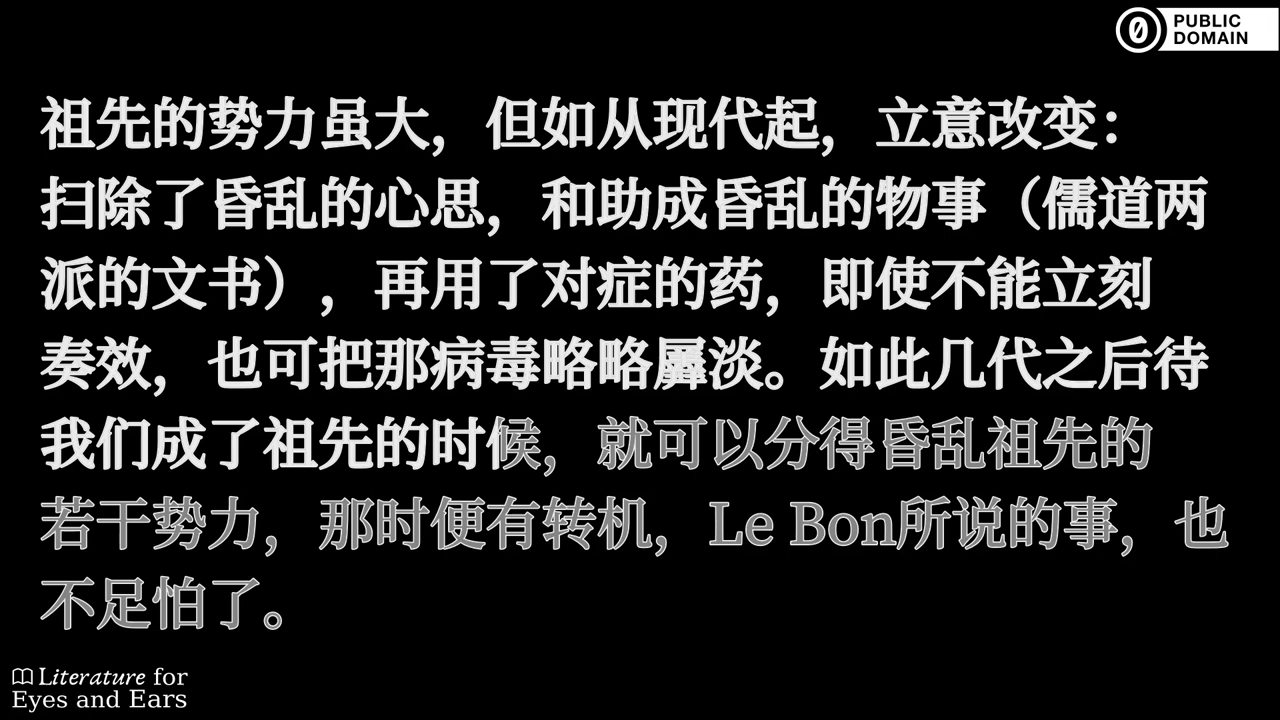 PUBLIC
DOMAIN
祖先的势力虽大，但如从现代起，立意改变：
扫除了昏乱的心思，和助成昏乱的物事（儒道两
派的文书），再用了对症的药，即使不能立刻
奏效，也可把那病毒略略羼淡。如此几代之后待
我们成了祖先的时候，就可以分得昏乱祖先的
若干势力，那时便有转机，Le Bon所说的事，也
不足怕了。
Literature for
Eyes and Ears